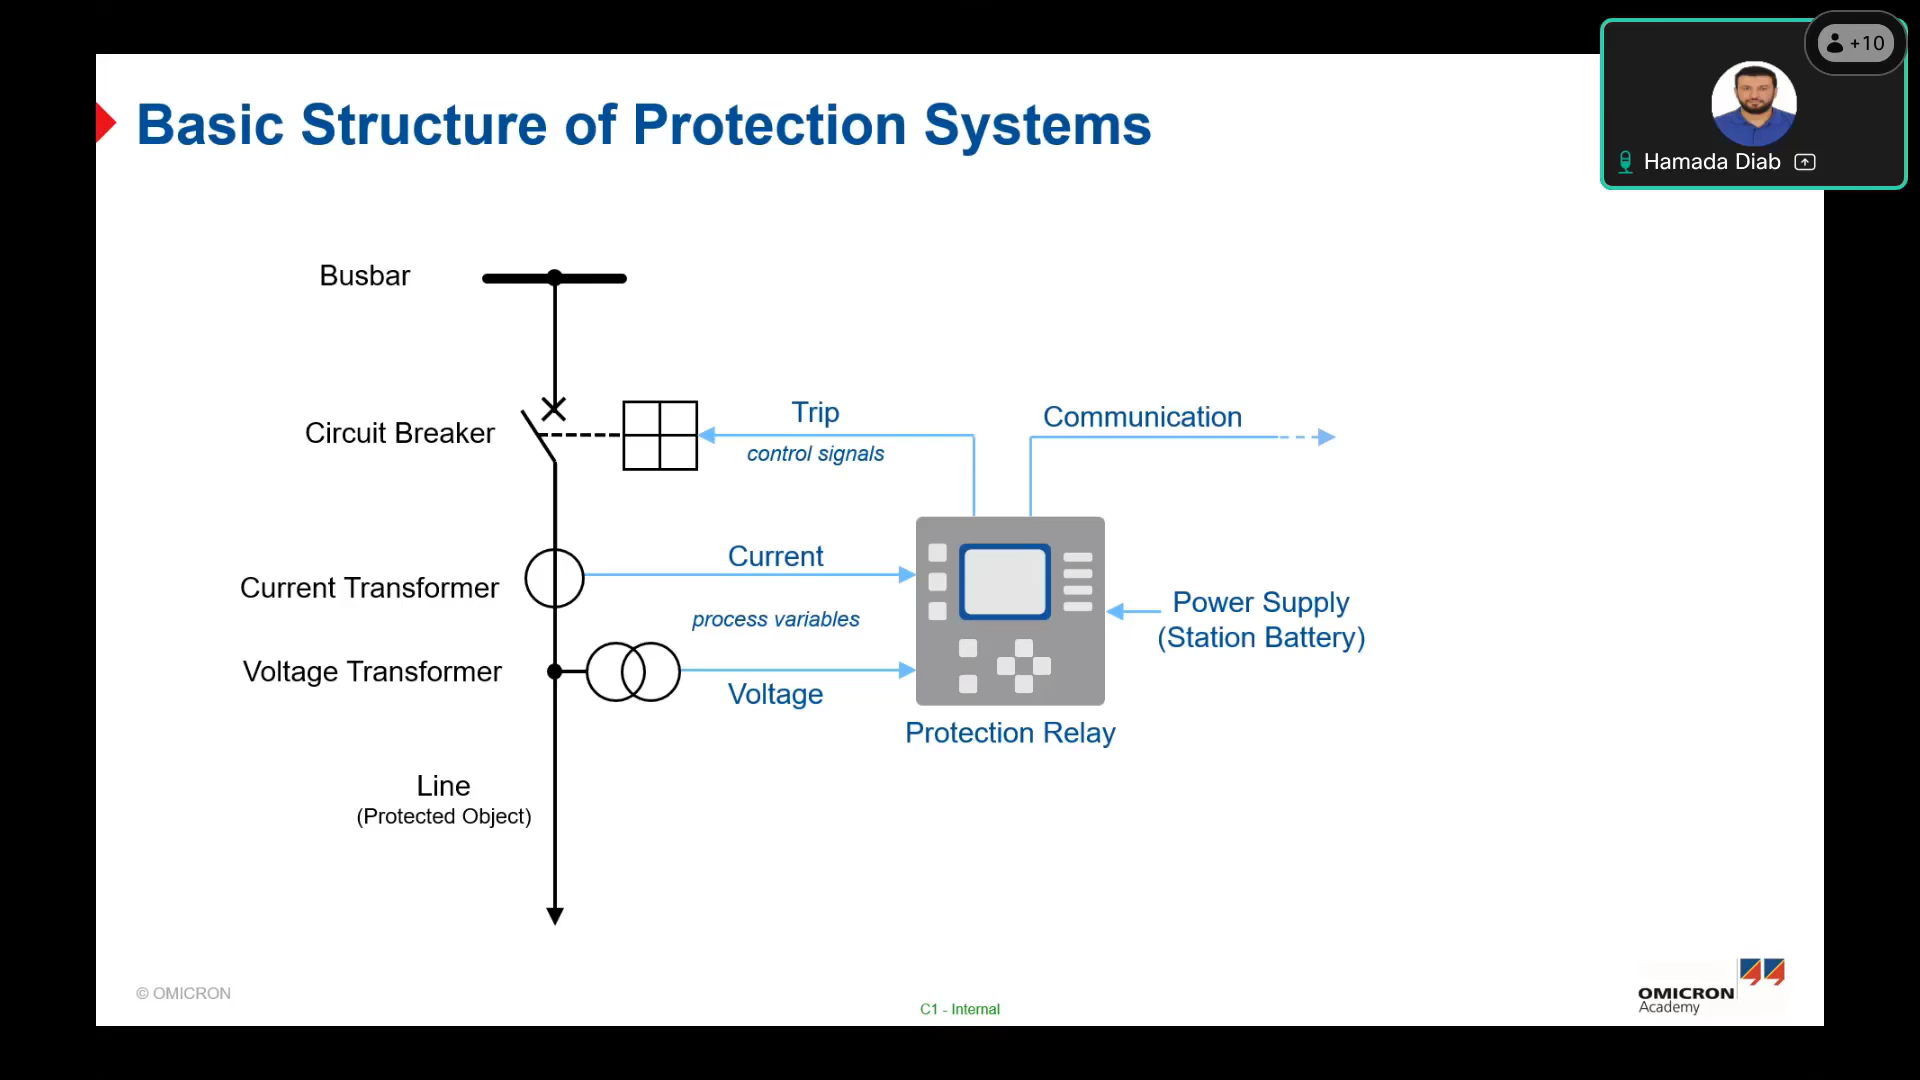 +10
Hamada Diab
Basic Structure of Protection Systems
Busbar
Circuit Breaker
Trip
control signals
Communication
Current Transformer
Current
process variables
Power Supply
(Station Battery)
Voltage Transformer
Voltage
Protection Relay
Line
(Protected Object)
© OMICRON
C1 - Internal
OMICRON
Academy